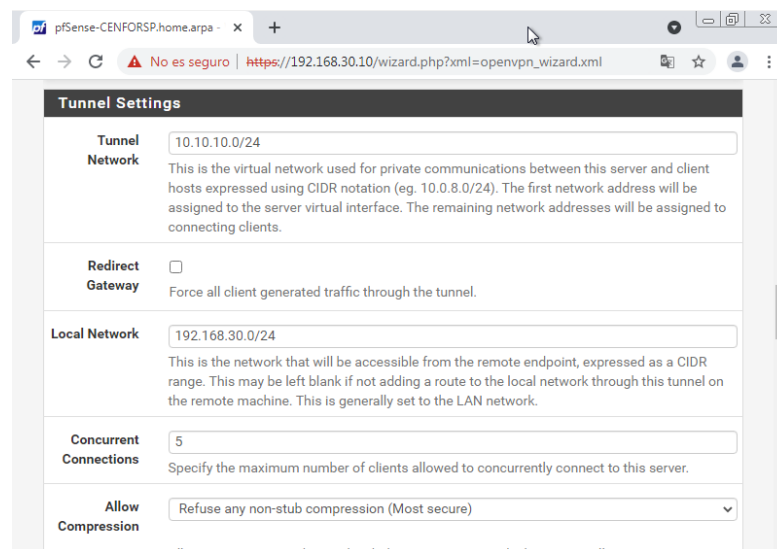 pfSense-CENFORSP.home.arpa -
No es seguro | https://192.168.30.10/wizard.php?xml=openvpn_wizard.xml
Tunnel Settings
Tunnel Network
10.10.10.0/24
This is the virtual network used for private communications between this server and client
hosts expressed using CIDR notation (eg. 10.0.8.0/24). The first network address will be
assigned to the server virtual interface. The remaining network addresses will be assigned to
connecting clients.
Redirect Gateway
Force all client generated traffic through the tunnel.
Local Network
192.168.30.0/24
This is the network that will be accessible from the remote endpoint, expressed as a CIDR
range. This may be left blank if not adding a route to the local network through this tunnel on
the remote machine. This is generally set to the LAN network.
Concurrent Connections
5
Specify the maximum number of clients allowed to concurrently connect to this server.
Allow Compression
Refuse any non-stub compression (Most secure)